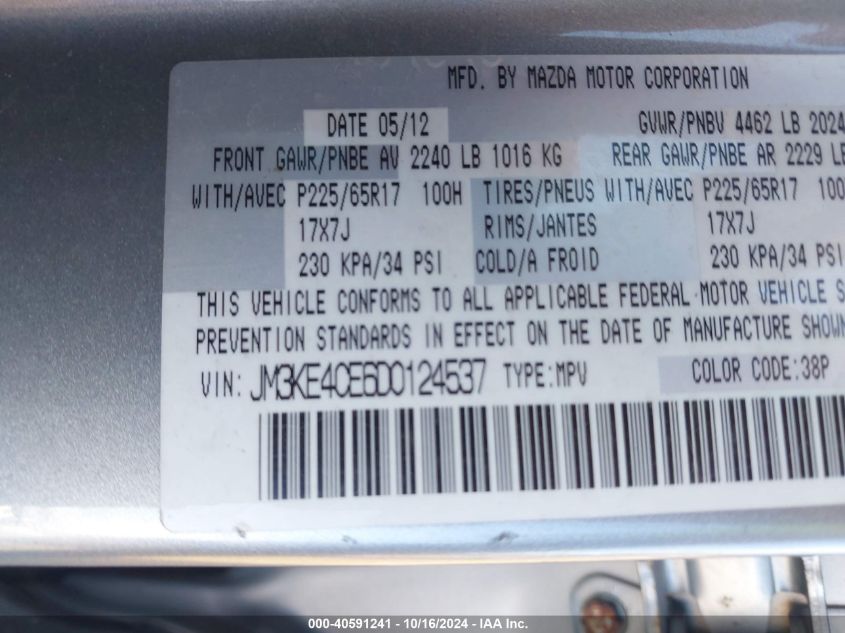 MFD. BY MAZDA MOTOR CORPORATION
DATE 05/12 GVWR/PNBV 4462 LB 2024
FRONT GAWR/PNBE AV 2240 LB 1016 KG REAR GAWR/PNBE AR 2229 LB
WITH/AVEC P225/65R17 100H TIRES/PNEUS WITH/AVEC P225/65R17 100
17X7J RIMS/JANTES 17X7J
230 KPA/34 PSI COLD/A FROID 230 KPA/34 PSI
THIS VEHICLE CONFORMS TO ALL APPLICABLE FEDERAL MOTOR VEHICLE S
PREVENTION STANDARDS IN EFFECT ON THE DATE OF MANUFACTURE SHOWN
VIN: JM3KE4CE6D0124537 TYPE:MPV COLOR CODE:38P
000-40591241 - 10/16/2024 - IAA Inc.